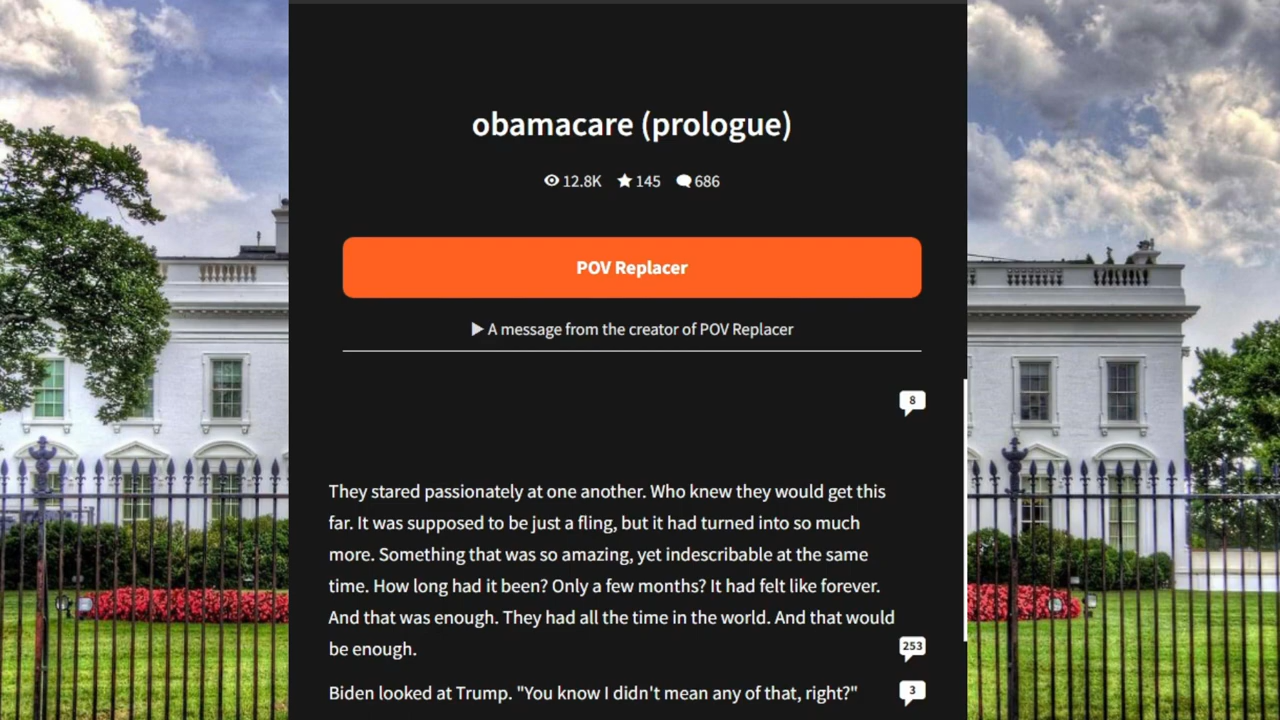 obamacare (prologue)
12.8K 145 686
POV Replacer
▶ A message from the creator of POV Replacer
8
They stared passionately at one another. Who knew they would get this
far. It was supposed to be just a fling, but it had turned into so much
more. Something that was so amazing, yet indescribable at the same
time. How long had it been? Only a few months? It had felt like forever.
And that was enough. They had all the time in the world. And that would
be enough.
253
Biden looked at Trump. "You know I didn't mean any of that, right?"
3